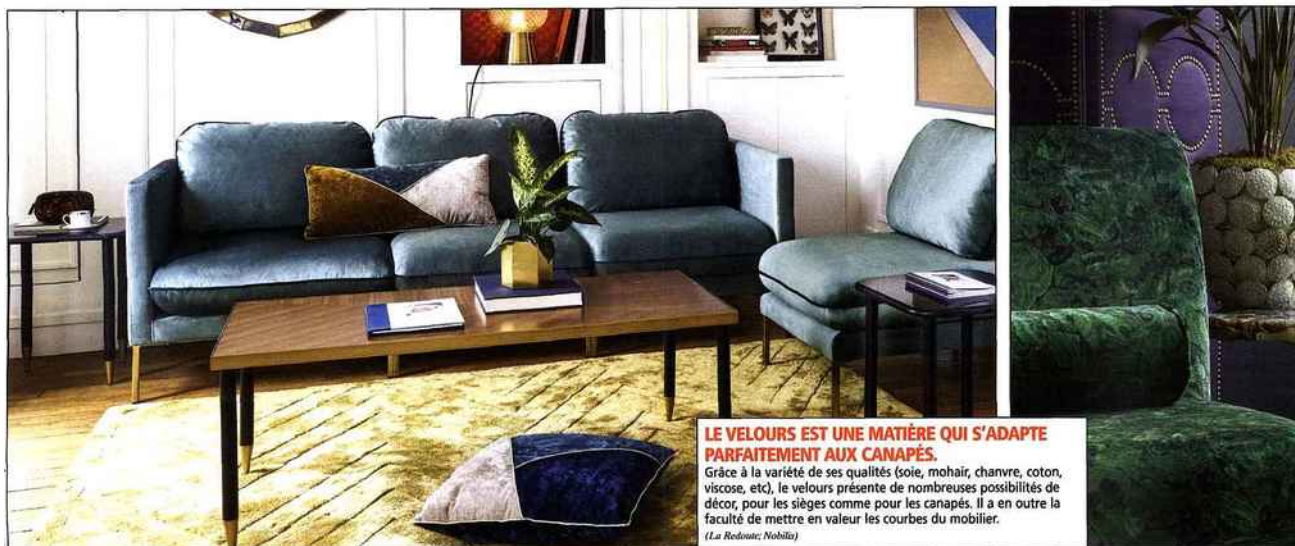 LE VELOURS EST UNE MATIÈRE QUI S'ADAPTE
PARFAITEMENT AUX CANAPÉS.
Grâce à la variété de ses qualités (soie, mohair, chanvre, coton,
viscose, etc), le velours présente de nombreuses possibilités de
décor, pour les sièges comme pour les canapés. Il a en outre la
faculté de mettre en valeur les courbes du mobilier.
(La Redoute; Nobilis)